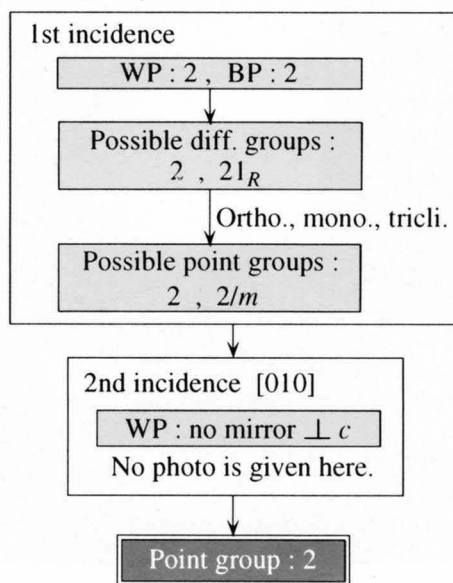 1st incidence
WP : 2 , BP : 2
Possible diff. groups :
2 , 21R
Ortho., mono., tricli.
Possible point groups :
2 , 2/m
2nd incidence [010]
WP : no mirror ⊥ c
No photo is given here.
Point group : 2